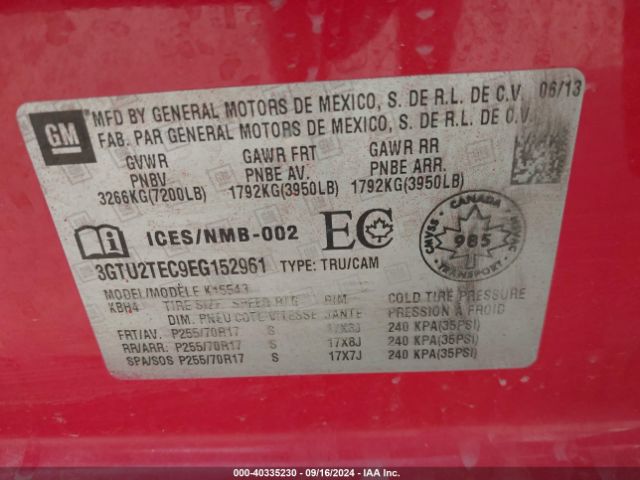 GM
MFD BY GENERAL MOTORS DE MEXICO, S. DE R.L. DE C.V. 06/13
FAB. PAR GENERAL MOTORS DE MEXICO, S. DE R.L. DE C.V.
GVWR GAWR FRT GAWR RR
PNBV PNBE AV. PNBE ARR.
3266KG(7200LB) 1792KG(3950LB) 1792KG(3950LB)
ICES/NMB-002 EC
CANADA
CMVSS 985 NSVAC
TRANSPORT
3GTU2TEC9EG152961 TYPE: TRU/CAM
MODEL/MODÈLE K15543
KBH4 TIRE SIZE SPEED RTG RIM COLD TIRE PRESSURE
DIM. PNEU COTE VITESSE JANTE PRESSION A FROID
FRT/AV. P255/70R17 S 17X8J 240 KPA(35PSI)
RR/ARR: P255/70R17 S 17X8J 240 KPA(35PSI)
SPA/SOS P255/70R17 S 17X7J 240 KPA(35PSI)
000-40335230 - 09/16/2024 - IAA Inc.